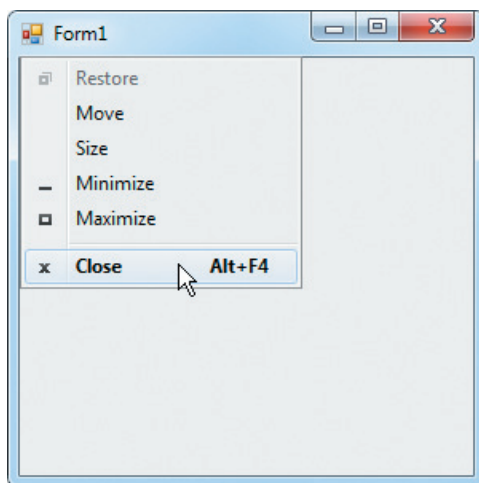 Form1
Restore
Move
Size
Minimize
Maximize
Close Alt+F4